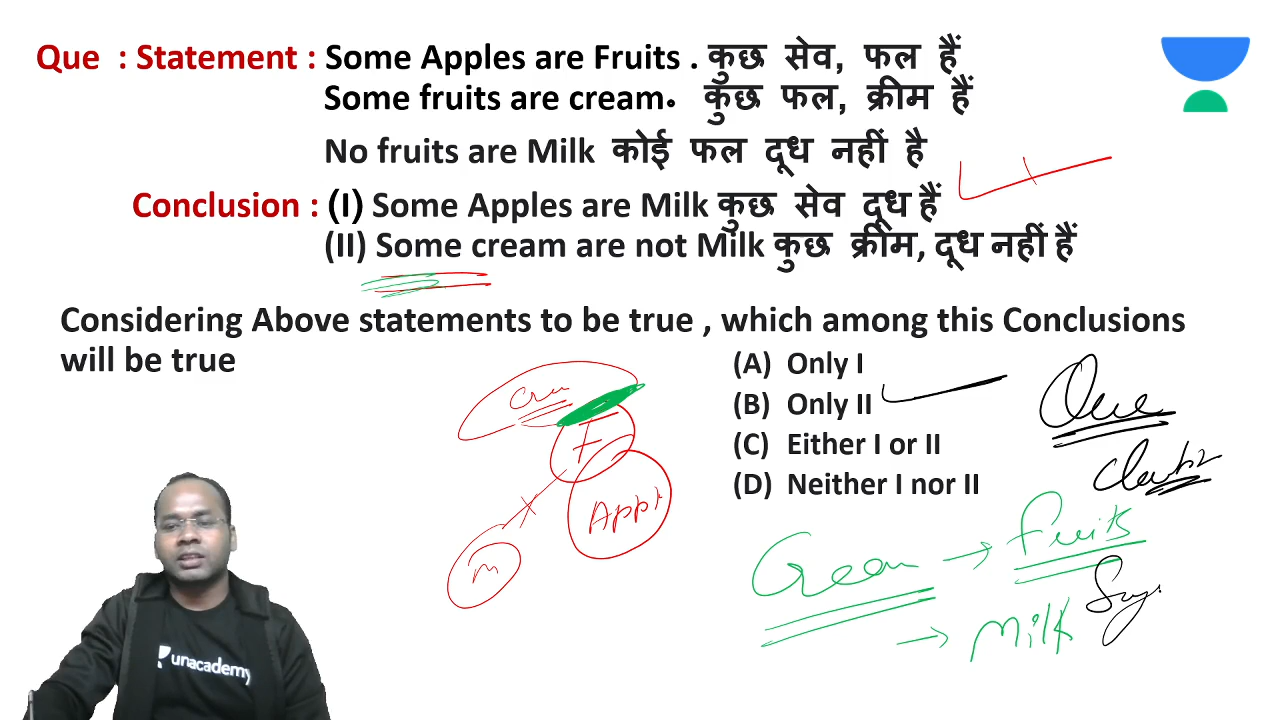 Que : Statement : Some Apples are Fruits . कुछ सेव, फल हैं
Some fruits are cream. कुछ फल, क्रीम हैं
No fruits are Milk कोई फल दूध नहीं है
Conclusion : (I) Some Apples are Milk कुछ सेव दूध हैं
(II) Some cream are not Milk कुछ क्रीम, दूध नहीं हैं
Considering Above statements to be true , which among this Conclusions
will be true
(A) Only I
(B) Only II
(C) Either I or II
(D) Neither I nor II
F
m
Que
Cream → Fruits
→ Milk
unacademy